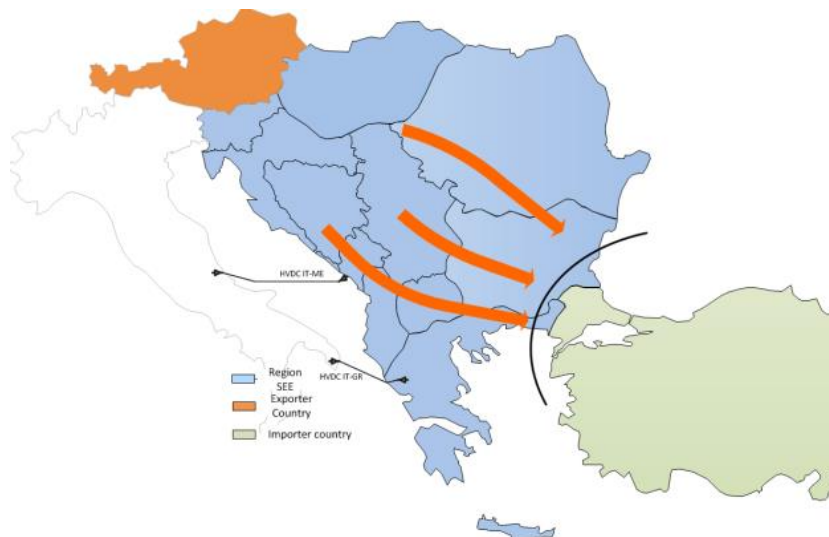 HVDC IT-ME
HVDC IT-GR
Region
SEE
Exporter
Country
Importer country